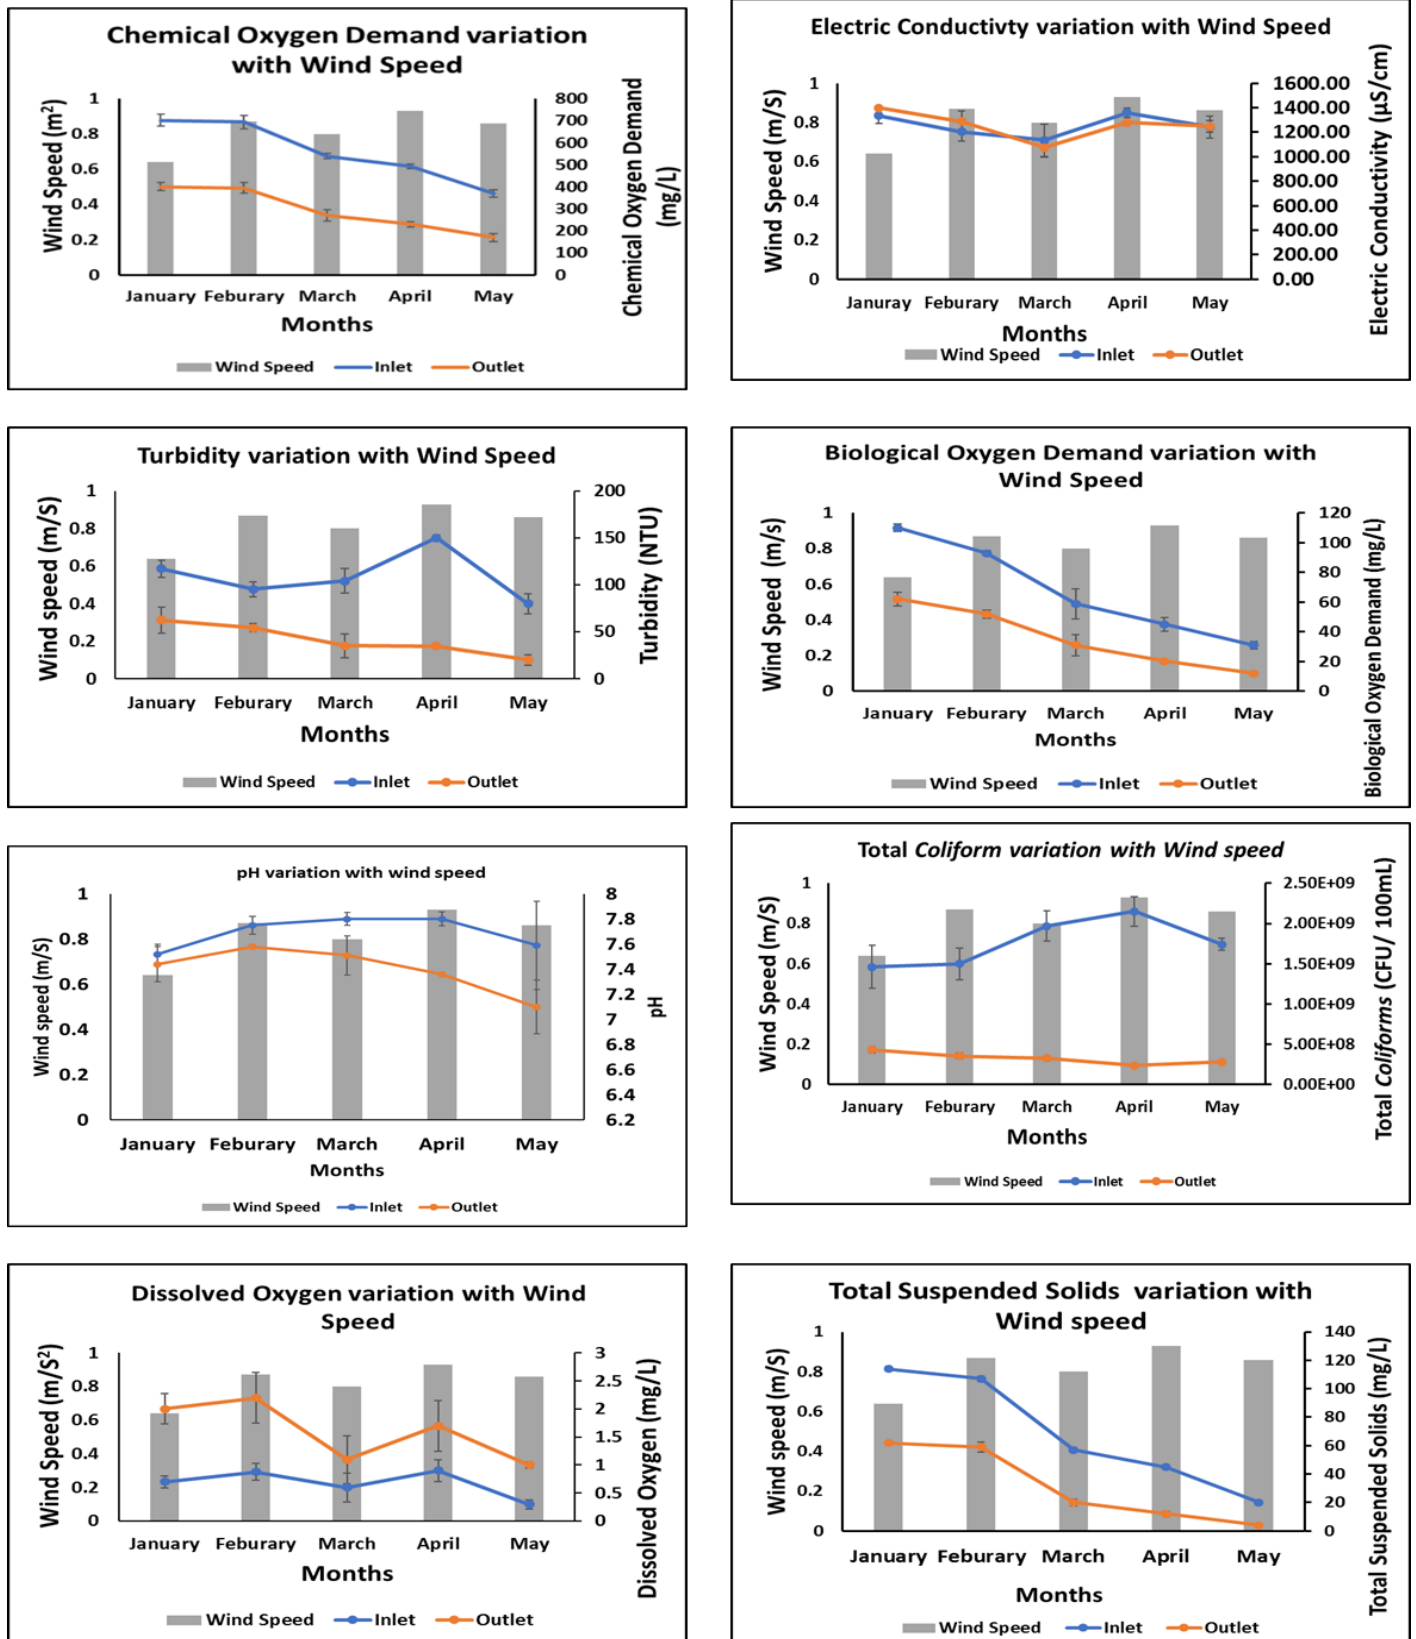 Chemical Oxygen Demand variation
with Wind Speed
Wind Speed (m²)
1
0.8
0.6
0.4
0.2
0
800
700
600
500
400
300
200
100
0
Chemical Oxygen Demand
(mg/L)
January Feburary March April May
Months
Wind Speed Inlet Outlet
Electric Conductivty variation with Wind Speed
Wind Speed (m/S)
1
0.8
0.6
0.4
0.2
0
1600.00
1400.00
1200.00
1000.00
800.00
600.00
400.00
200.00
0.00
Electric Conductivity (µS/cm)
Januray Feburary March April May
Months
Wind Speed Inlet Outlet
Turbidity variation with Wind Speed
Wind speed (m/S)
1
0.8
0.6
0.4
0.2
0
200
150
100
50
0
Turbidity (NTU)
January Feburary March April May
Months
Wind Speed Inlet Outlet
Biological Oxygen Demand variation with
Wind Speed
Wind Speed (m/s)
1
0.8
0.6
0.4
0.2
0
120
100
80
60
40
20
0
Biological Oxygen Demand (mg/L)
January Feburary March April May
Months
Wind Speed Inlet Outlet
pH variation with wind speed
Wind speed (m/S)
1
0.8
0.6
0.4
0.2
0
8
7.8
7.6
7.4
7.2
7
6.8
6.6
6.4
6.2
pH
January Feburary March April May
Months
Wind Speed Inlet Outlet
Total Coliform variation with Wind speed
Wind Speed (m/S)
1
0.8
0.6
0.4
0.2
0
2.50E+09
2.00E+09
1.50E+09
1.00E+09
5.00E+08
0.00E+00
Total Coliforms (CFU/ 100mL)
January Feburary March April May
Months
Wind Speed Inlet Outlet
Dissolved Oxygen variation with Wind
Speed
Wind Speed (m/S²)
1
0.8
0.6
0.4
0.2
0
3
2.5
2
1.5
1
0.5
0
Dissolved Oxygen (mg/L)
January Feburary March April May
Months
Wind Speed Inlet Outlet
Total Suspended Solids variation with
Wind speed
Wind speed (m/S)
1
0.8
0.6
0.4
0.2
0
140
120
100
80
60
40
20
0
Total Suspended Solids (mg/L)
January Feburary March April May
Months
Wind Speed Inlet Outlet